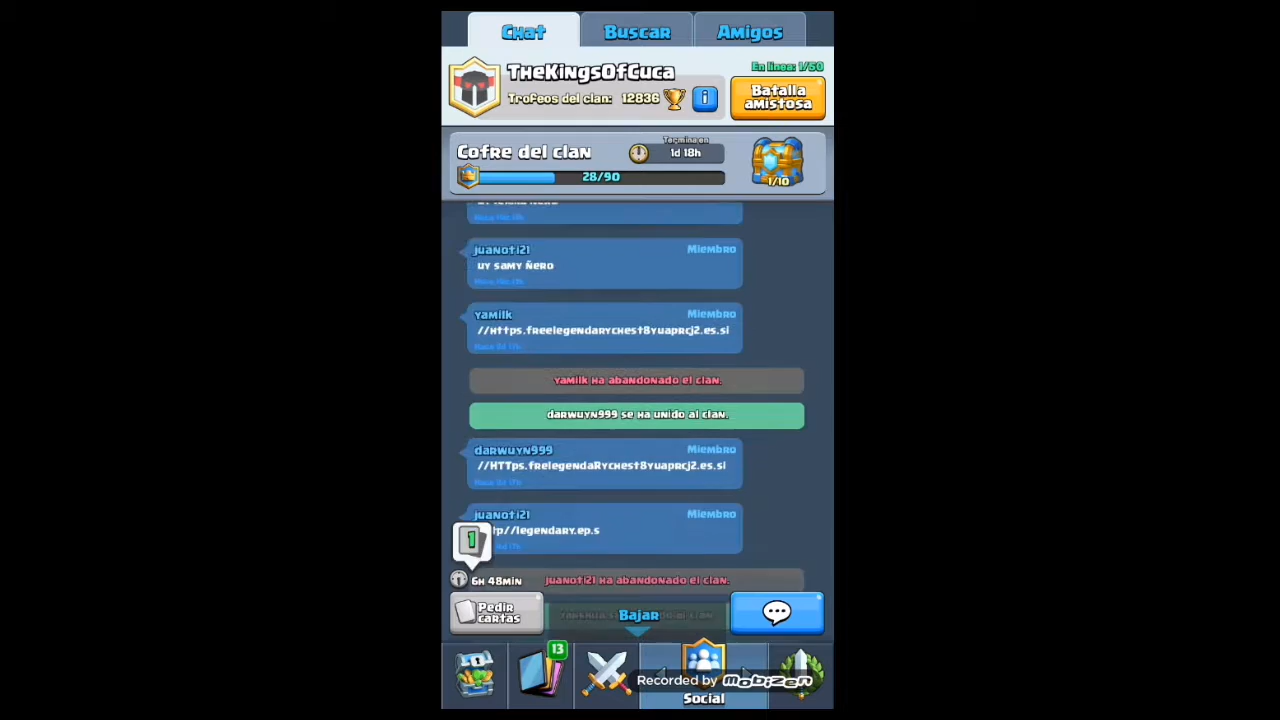 Chat
Buscar
Amigos
TheKingsOfCuca
En línea: 1/50
Trofeos del clan: 12836
i
Batalla
amistosa
Cofre del clan
Termina en
1d 18h
28/90
1/10
juanoti21
Miembro
uy samy ñero
yamilk
Miembro
//https.freelegendarychest8yuaprcj2.es.si
yamilk ha abandonado el clan.
darwuyn999 se ha unido al clan.
darwuyn999
Miembro
//HTTps.frelegendaRychest8yuaprcj2.es.si
juanoti21
Miembro
tp//legendary.ep.s
1
6h 48min
juanoti21 ha abandonado el clan.
Pedir
cartas
Bajar
13
Recorded by mobizen
Social